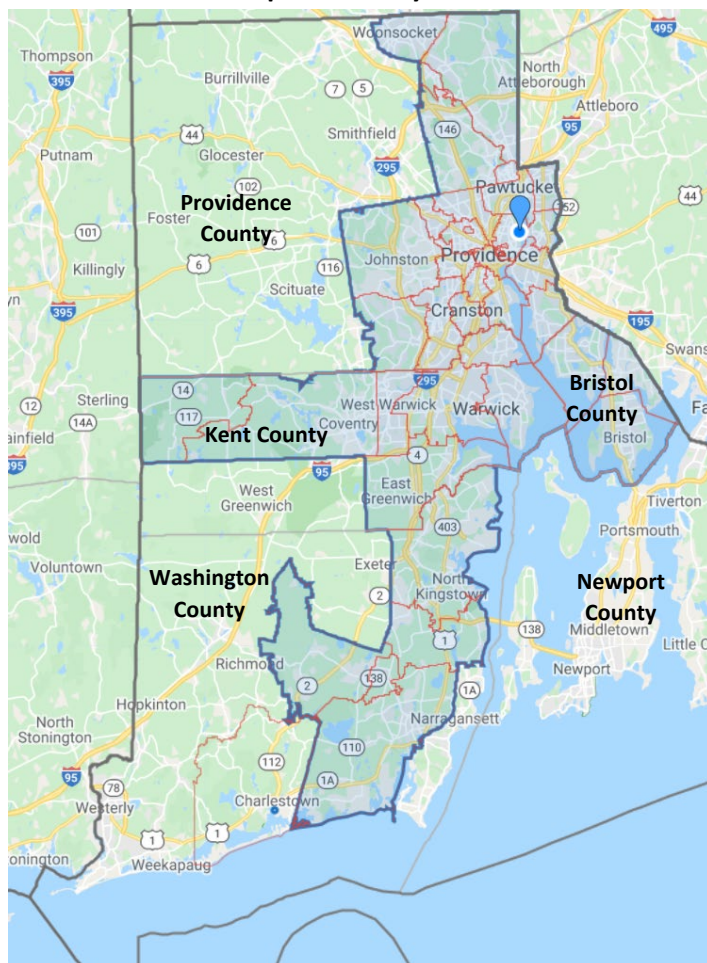 Woonsocket
Thompson
395
Burrillville
7
5
North
Attleborough
495
Attleboro
44
146
Smithfield
95
Putnam
Glocester
295
102
Pawtucket
44
Providence
County
Foster
6
101
Killingly
6
116
Johnston
Providence
Scituate
395
Cranston
195
Swans
14
Sterling
295
Bristol
County
12
117
West Warwick
Warwick
14A
Kent County
Coventry
Bristol
95
4
West
Greenwich
East
Greenwich
Tiverton
Portsmouth
403
Voluntown
Exeter
Washington
County
2
North
Kingstown
Newport
County
1
138
Middletown
Richmond
Little C
2
138
1A
Newport
Hopkinton
Narragansett
North
Stonington
110
95
112
1A
78
Charlestown
Westerly
1
1
onington
Weekapaug